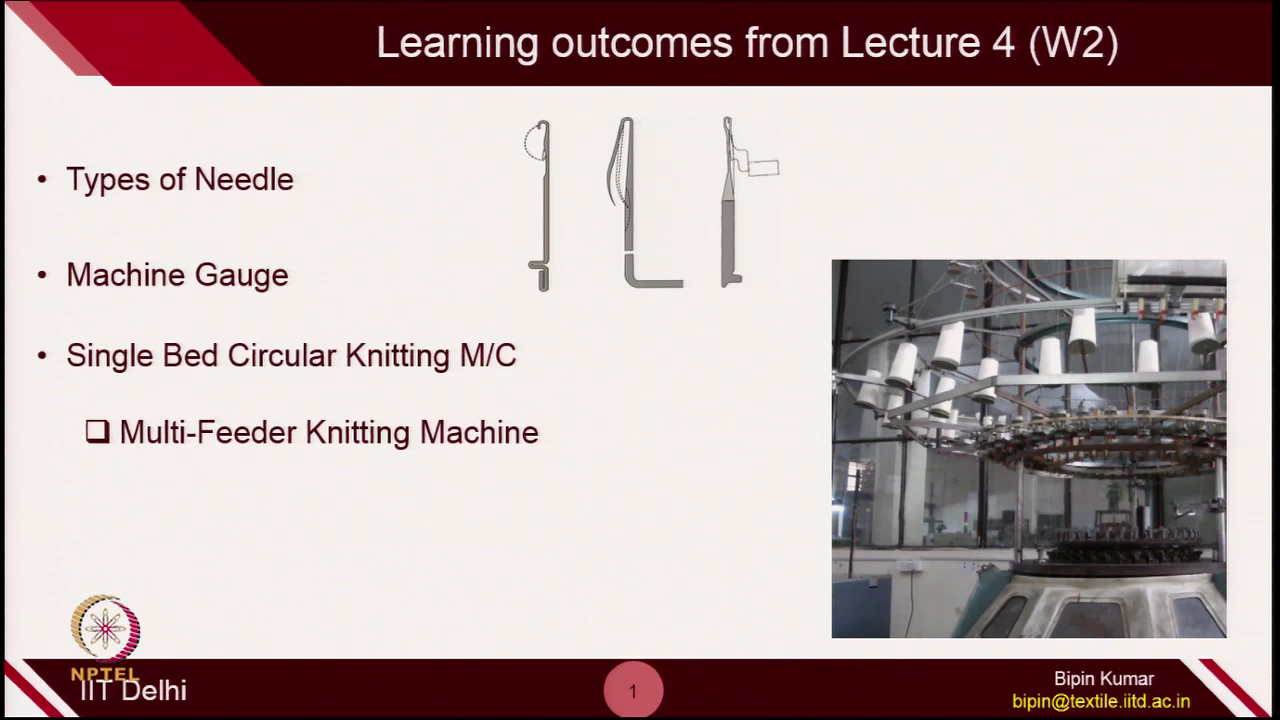 Learning outcomes from Lecture 4 (W2)
• Types of Needle
• Machine Gauge
• Single Bed Circular Knitting M/C
❑ Multi-Feeder Knitting Machine
NPTEL
IIT Delhi
1
Bipin Kumar
bipin@textile.iitd.ac.in